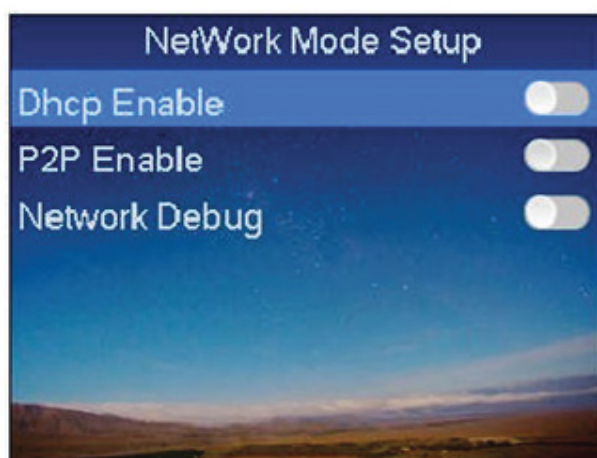 NetWork Mode Setup
Dhcp Enable
P2P Enable
Network Debug